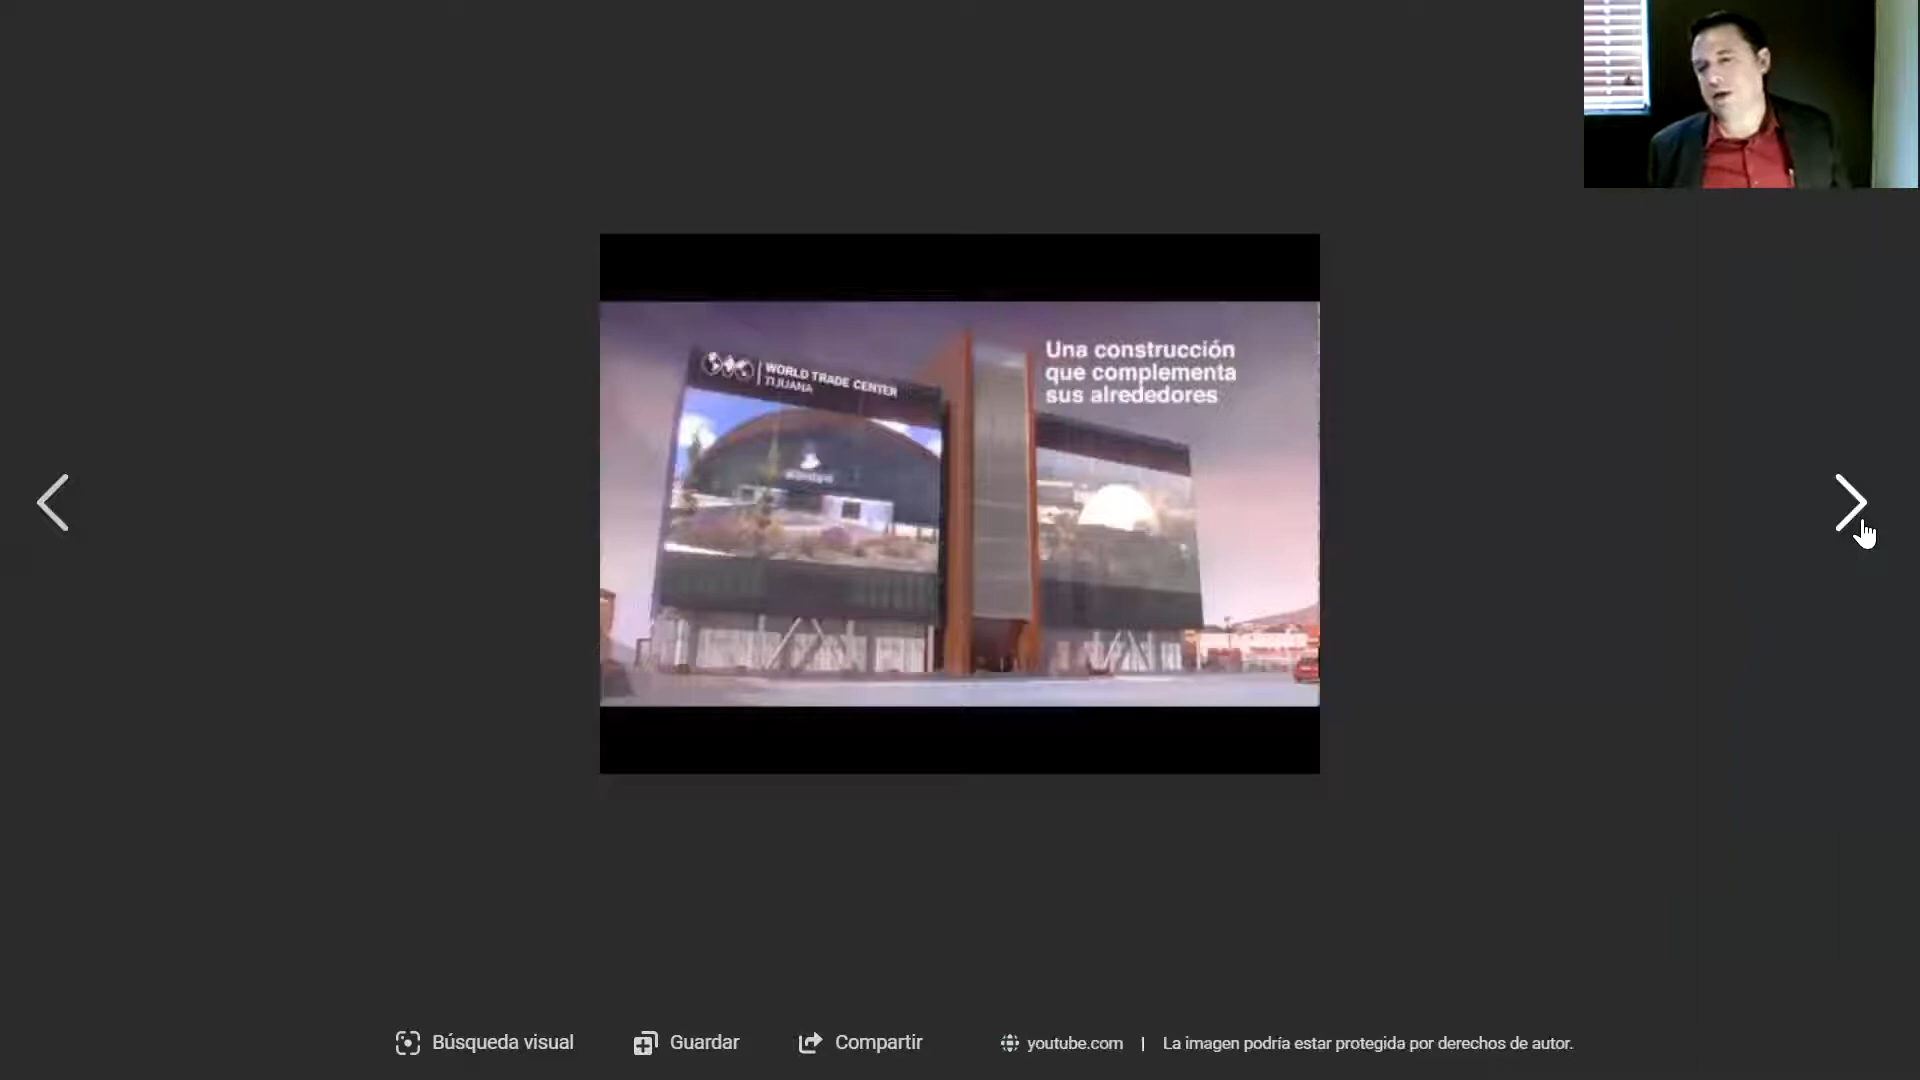 WORLD TRADE CENTER
TIJUANA
Una construcción
que complementa
sus alrededores
Búsqueda visual
Guardar
Compartir
youtube.com | La imagen podría estar protegida por derechos de autor.